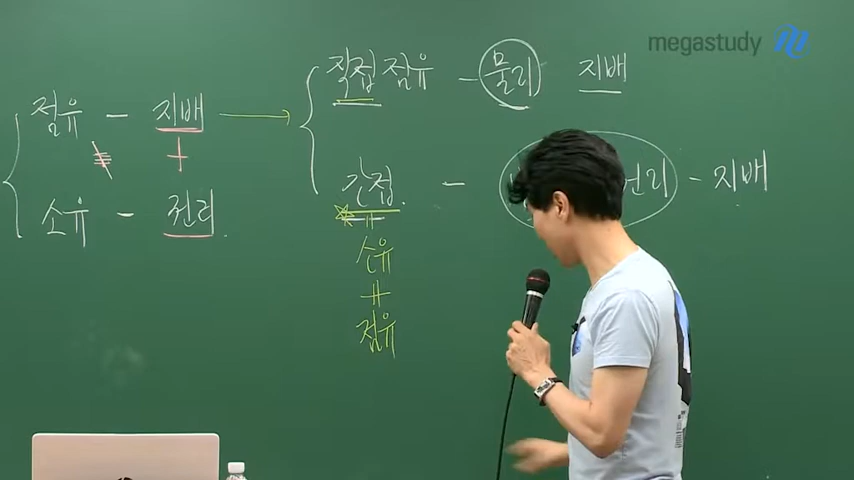 megastudy
점유 - 지배
소유 - 권리
직접점유 - 물리 지배
간접 - 권리 - 지배
소유
+
점유